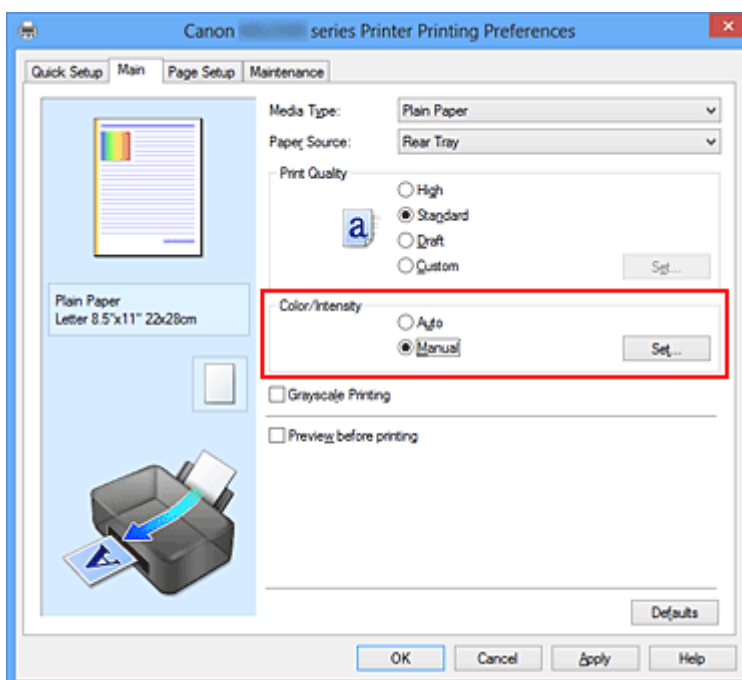 Canon series Printer Printing Preferences
Quick Setup Main Page Setup Maintenance
Media Type: Plain Paper
Paper Source: Rear Tray
Print Quality
High
a Standard
Draft
Custom Set...
Plain Paper
Letter 8.5"x11" 22x28cm
Color/Intensity
Auto
Manual Set...
Grayscale Printing
Preview before printing
A
Defaults
OK Cancel Apply Help